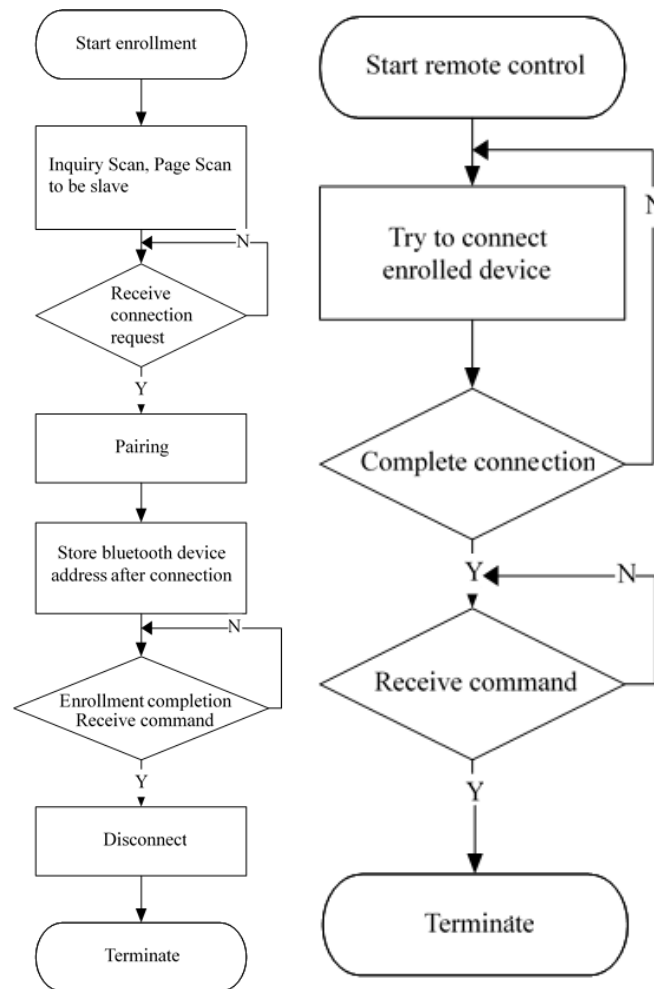 Start enrollment
Inquiry Scan, Page Scan
to be slave
N
Receive
connection
request
Y
Pairing
Store bluetooth device
address after connection
N
Enrollment completion
Receive command
Y
Disconnect
Terminate
Start remote control
N
Try to connect
enrolled device
Complete connection
Y
N
Receive command
Y
Terminate